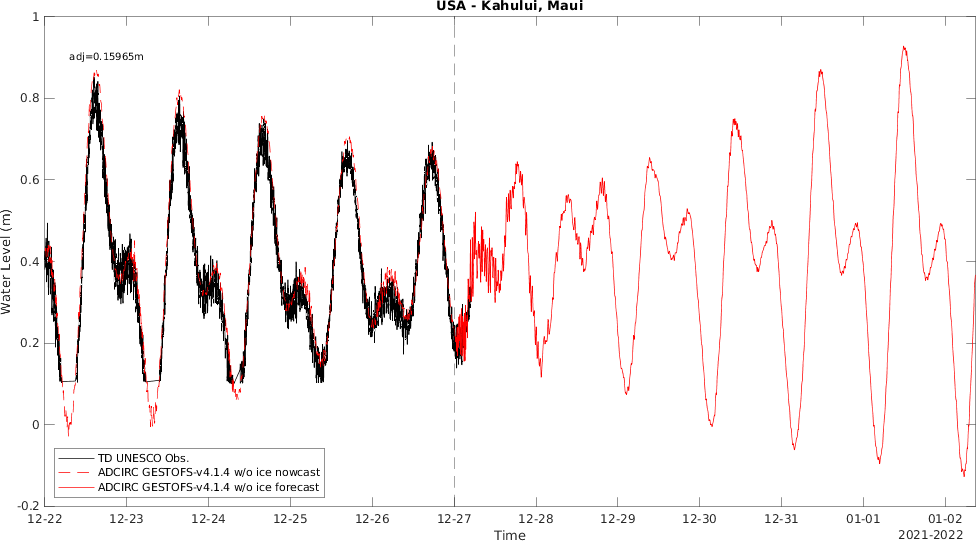 USA - Kahului, Maui
adj=0.15965m
Water Level (m)
1
0.8
0.6
0.4
0.2
0
-0.2
TD UNESCO Obs.
ADCIRC GESTOFS-v4.1.4 w/o ice nowcast
ADCIRC GESTOFS-v4.1.4 w/o ice forecast
12-22 12-23 12-24 12-25 12-26 12-27 12-28 12-29 12-30 12-31 01-01 01-02
Time
2021-2022